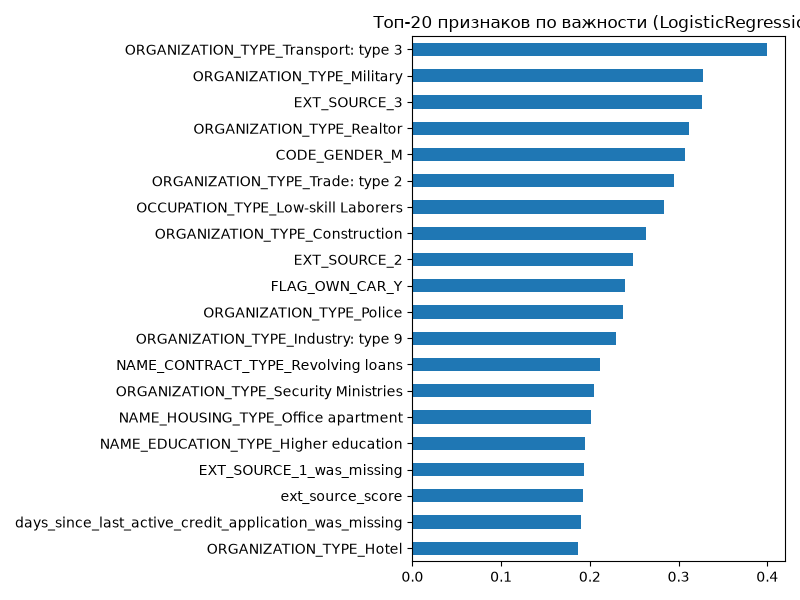 Топ-20 признаков по важности (LogisticRegressio
ORGANIZATION_TYPE_Transport: type 3
ORGANIZATION_TYPE_Military
EXT_SOURCE_3
ORGANIZATION_TYPE_Realtor
CODE_GENDER_M
ORGANIZATION_TYPE_Trade: type 2
OCCUPATION_TYPE_Low-skill Laborers
ORGANIZATION_TYPE_Construction
EXT_SOURCE_2
FLAG_OWN_CAR_Y
ORGANIZATION_TYPE_Police
ORGANIZATION_TYPE_Industry: type 9
NAME_CONTRACT_TYPE_Revolving loans
ORGANIZATION_TYPE_Security Ministries
NAME_HOUSING_TYPE_Office apartment
NAME_EDUCATION_TYPE_Higher education
EXT_SOURCE_1_was_missing
ext_source_score
days_since_last_active_credit_application_was_missing
ORGANIZATION_TYPE_Hotel
0.0 0.1 0.2 0.3 0.4